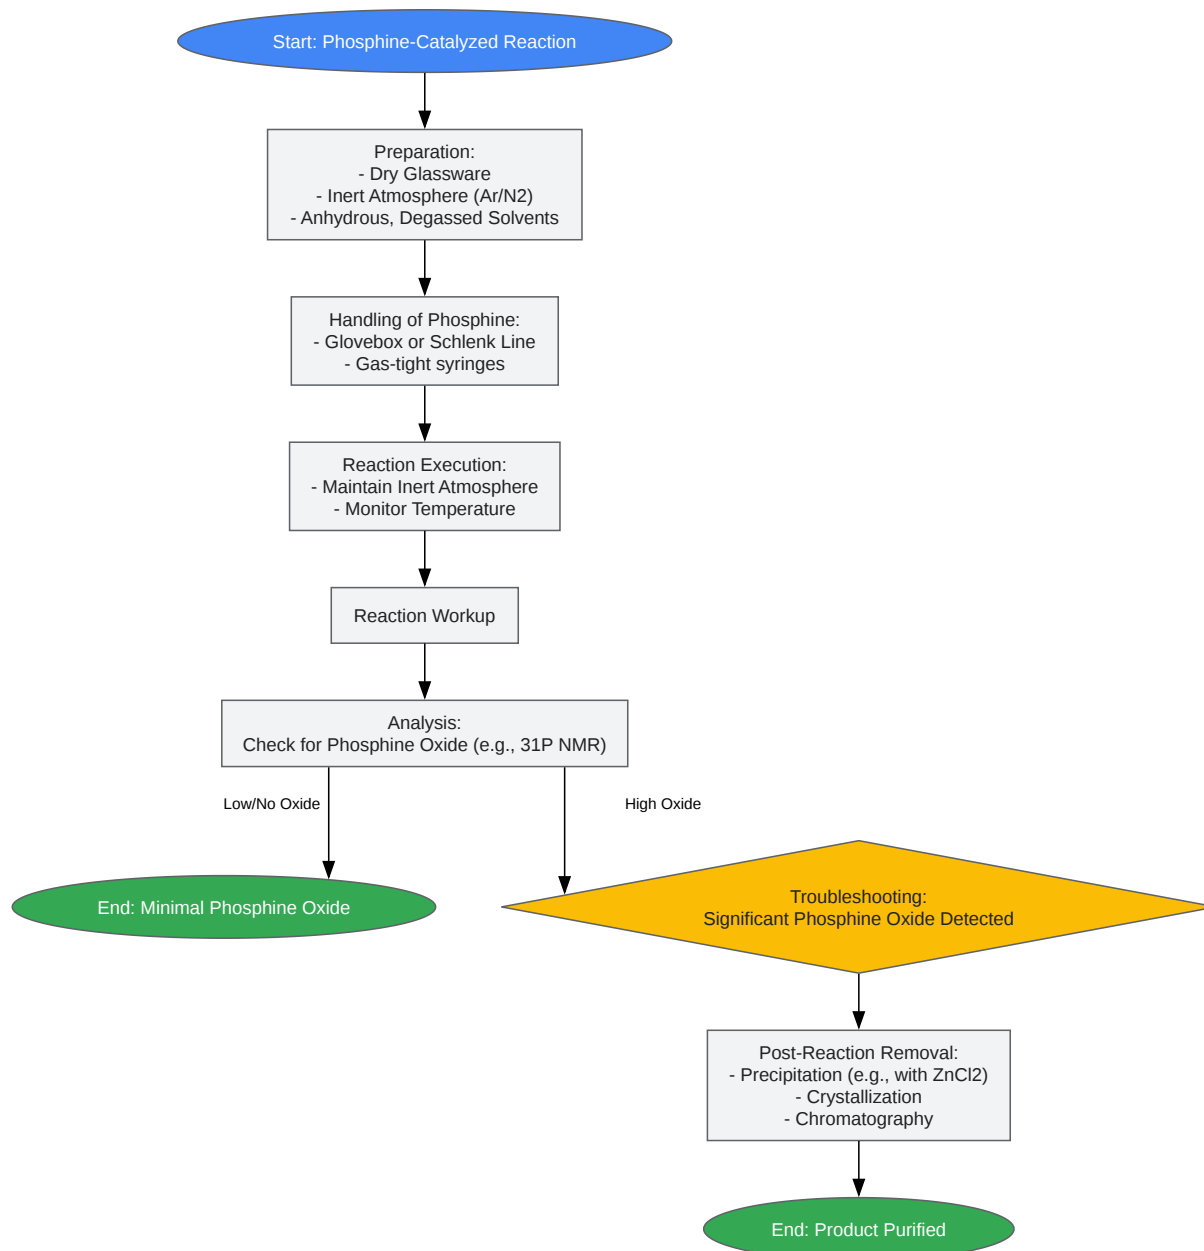 Start: Phosphine-Catalyzed Reaction
Preparation:
- Dry Glassware
- Inert Atmosphere (Ar/N2)
- Anhydrous, Degassed Solvents
Handling of Phosphine:
- Glovebox or Schlenk Line
- Gas-tight syringes
Reaction Execution:
- Maintain Inert Atmosphere
- Monitor Temperature
Reaction Workup
Analysis:
Check for Phosphine Oxide (e.g., 31P NMR)
Low/No Oxide
High Oxide
End: Minimal Phosphine Oxide
Troubleshooting:
Significant Phosphine Oxide Detected
Post-Reaction Removal:
- Precipitation (e.g., with ZnCl2)
- Crystallization
- Chromatography
End: Product Purified